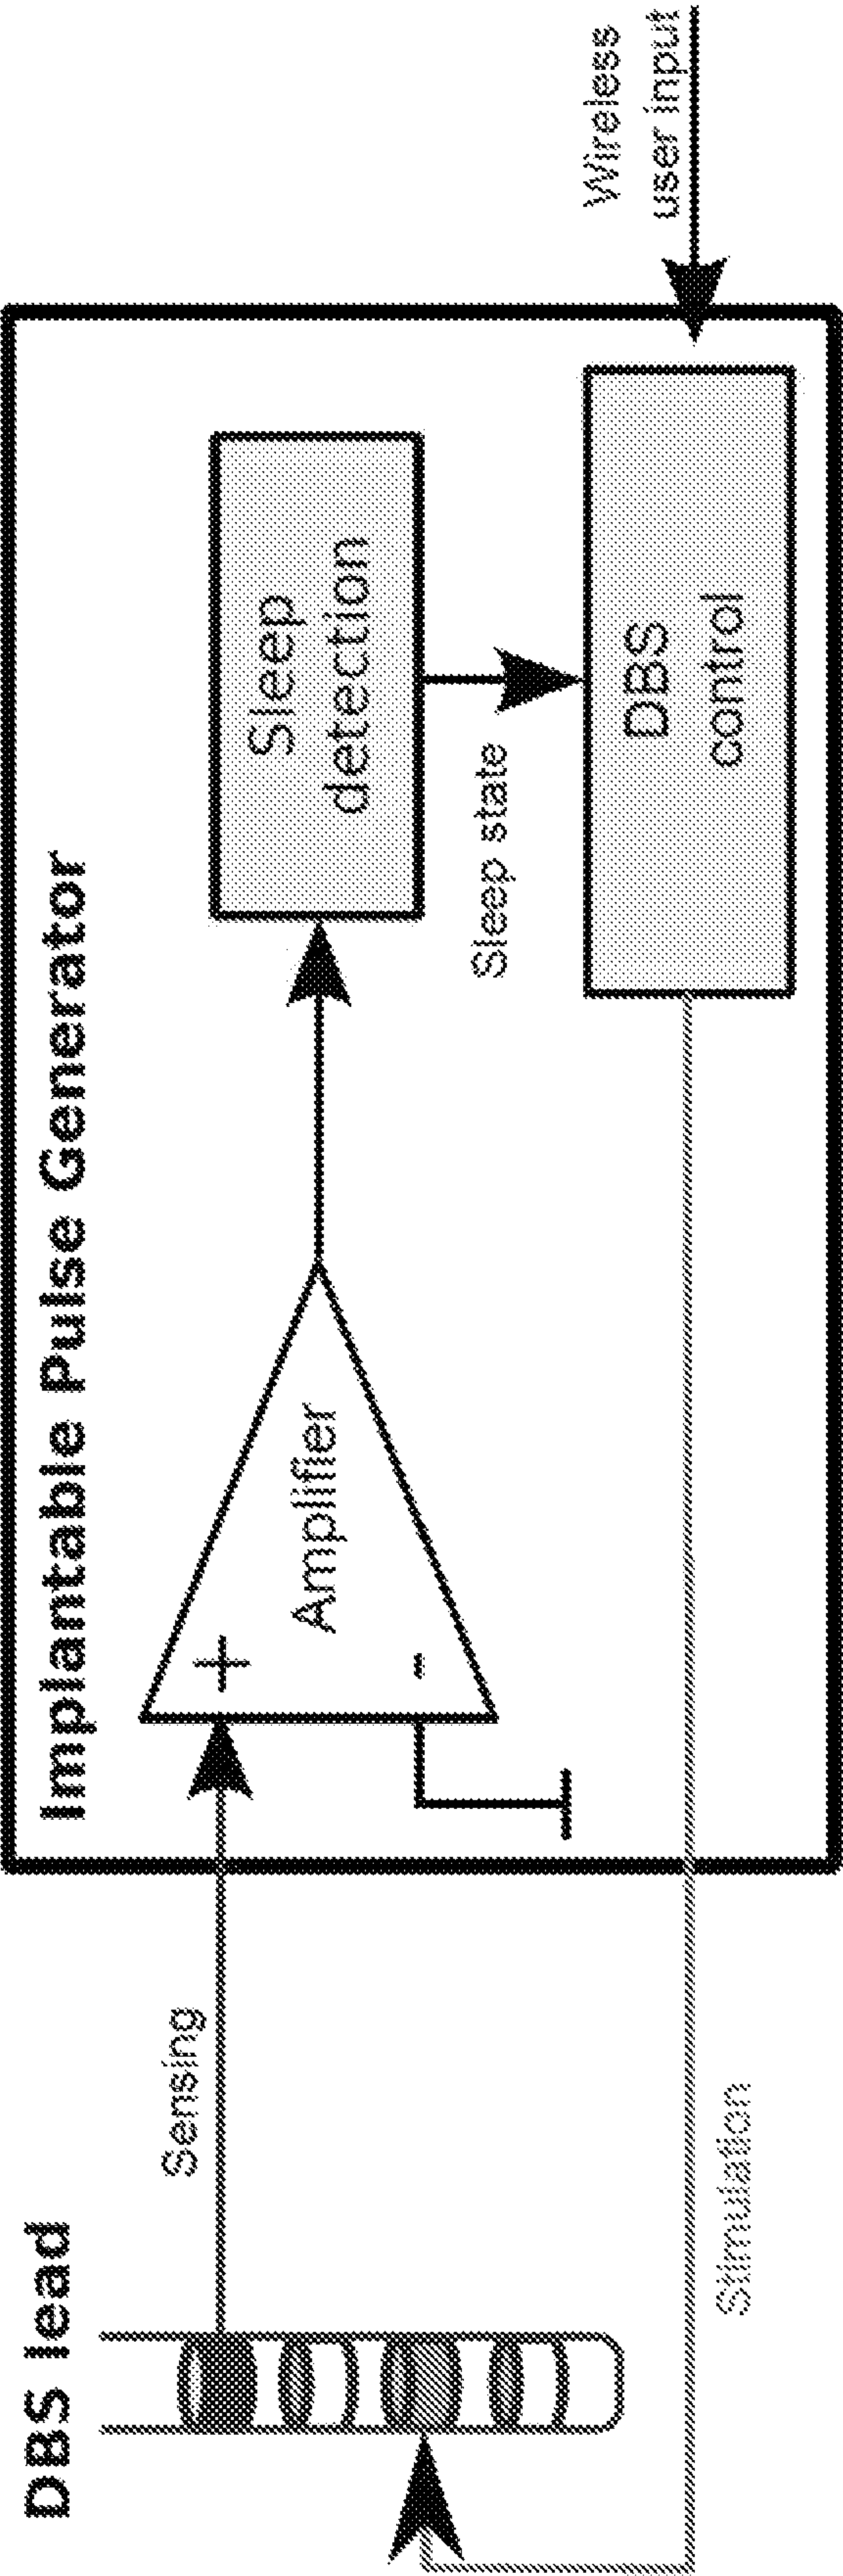 DBS lead
Implantable Pulse Generator
Sensing
+
-
Amplifier
Sleep
detection
Sleep state
DBS
control
Wireless
user input
Stimulation